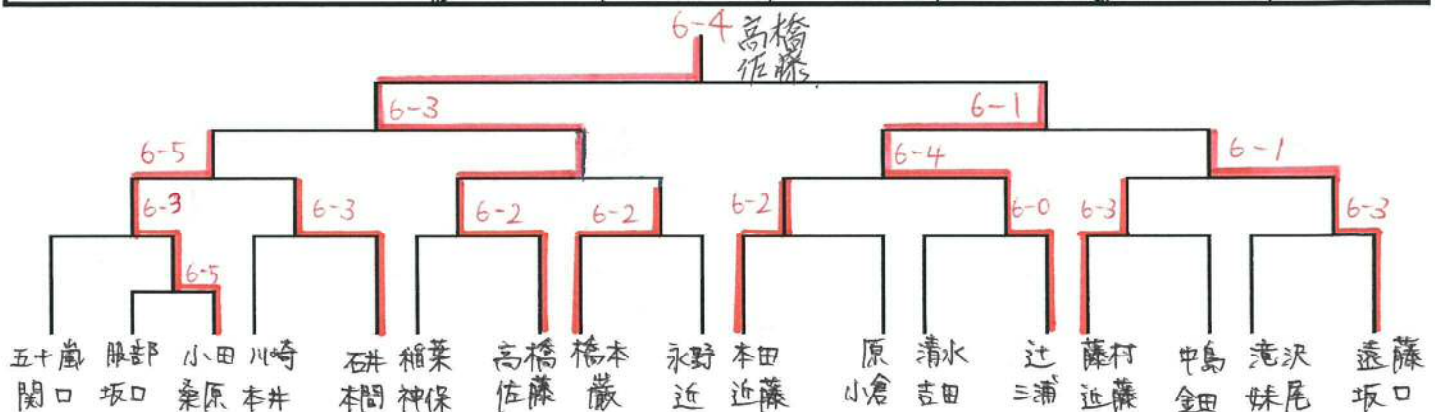 6-4 高橋
佐藤
6-3 6-1
6-5 6-4 6-1
6-3 6-3 6-2 6-2 6-2 6-0 6-3 6-3
6-5
五十嵐 服部 小田 川崎 石井 稲葉 高橋 橋本 永野 本田 原 清水 辻 藤村 中島 滝沢 遠藤
関口 坂口 桑原 本井 本間 神保 佐藤 巌 近 近藤 小倉 吉田 三浦 近藤 金田 妹尾 坂口